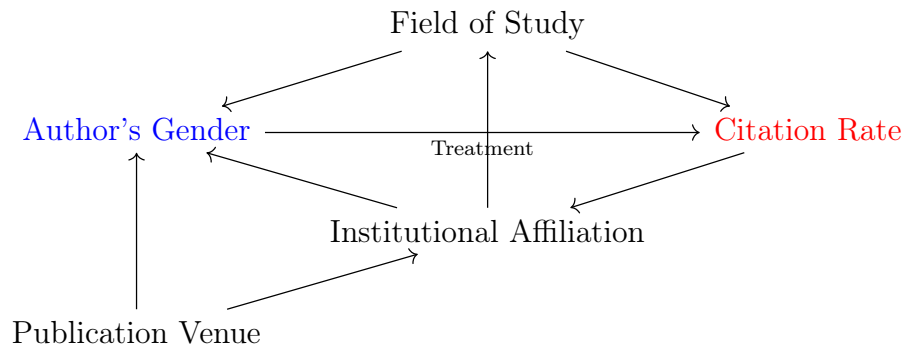 Field of Study
Author's Gender
Citation Rate
Treatment
Institutional Affiliation
Publication Venue